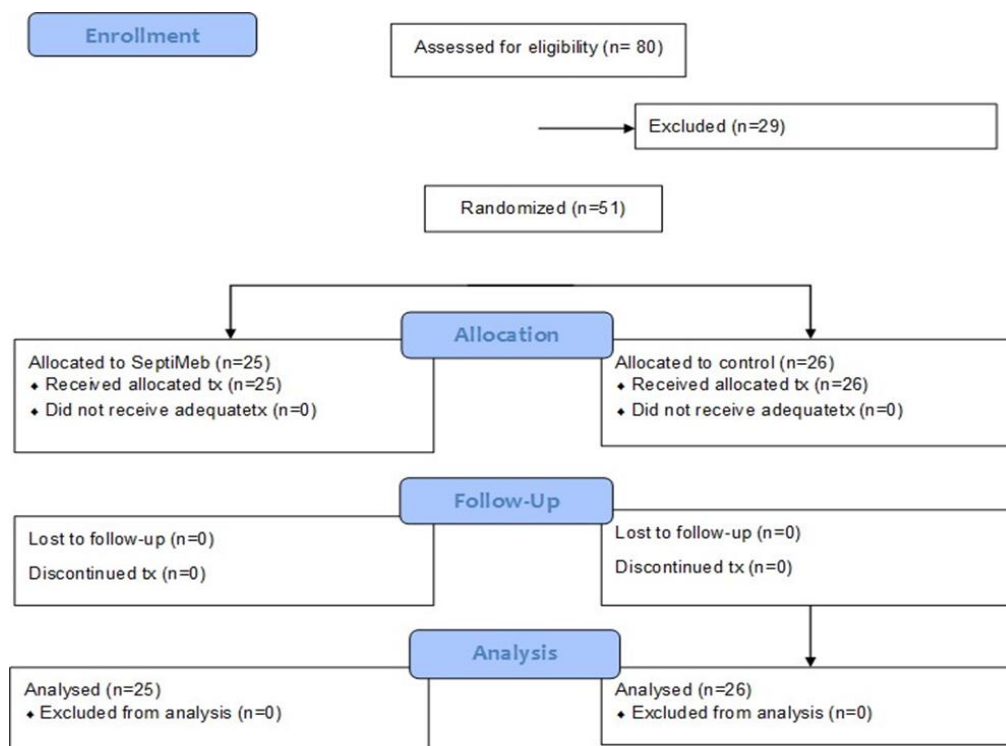 Enrollment
Assessed for eligibility (n= 80)
Excluded (n=29)
Randomized (n=51)
Allocation
Allocated to SeptiMeb (n=25)
⬥ Received allocated tx (n=25)
⬥ Did not receive adequatetx (n=0)
Allocated to control (n=26)
⬥ Received allocated tx (n=26)
⬥ Did not receive adequatetx (n=0)
Follow-Up
Lost to follow-up (n=0)
Discontinued tx (n=0)
Lost to follow-up (n=0)
Discontinued tx (n=0)
Analysis
Analysed (n=25)
⬥ Excluded from analysis (n=0)
Analysed (n=26)
⬥ Excluded from analysis (n=0)